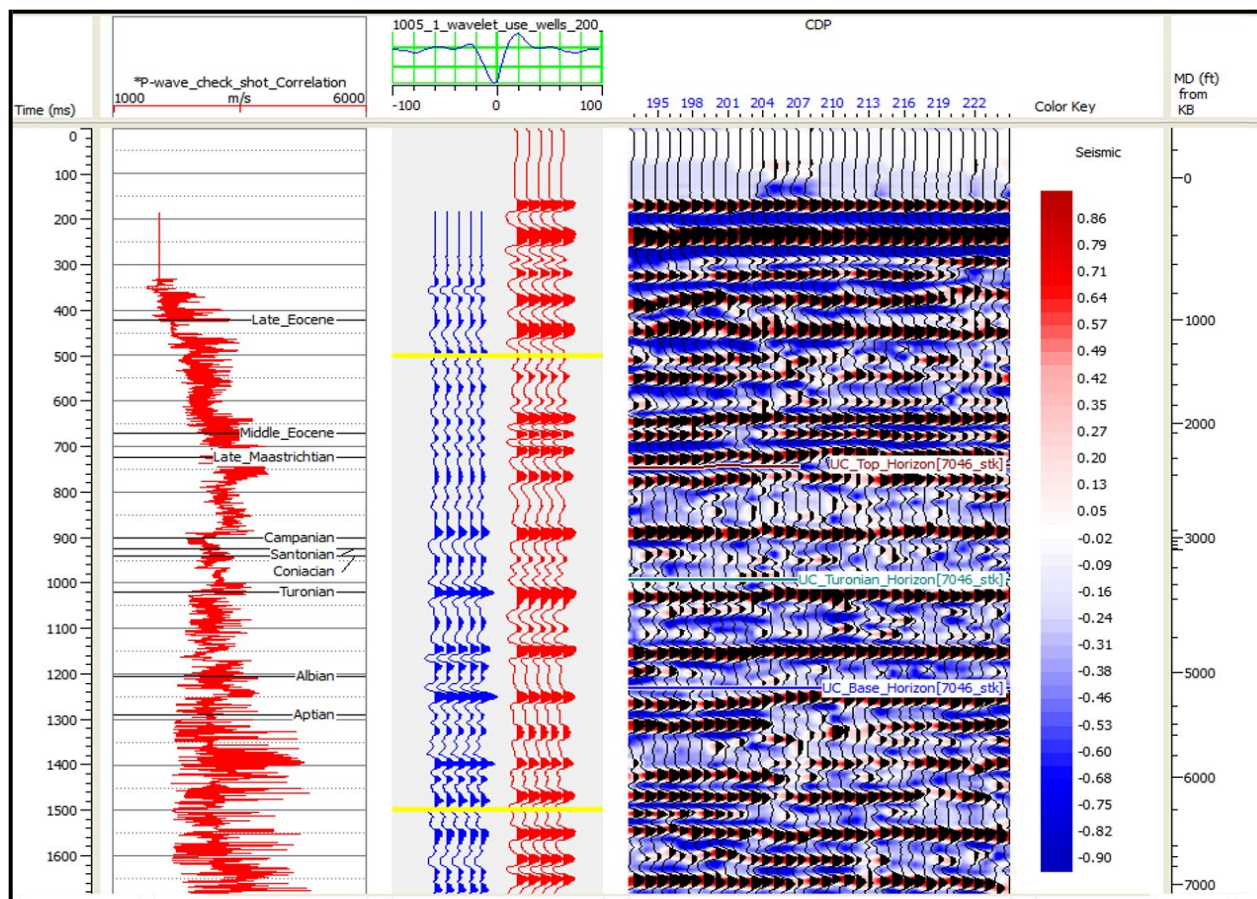 1005_1_wavelet_use_wells_200_
CDP
*P-wave_check_shot_Correlation
1000 m/s 6000
-100 0 100
Time (ms)
195 198 201 204 207 210 213 216 219 222
Color Key
MD (ft)
from
KB
Seismic
0
100
200
300
400
500
600
700
800
900
1000
1100
1200
1300
1400
1500
1600
Late_Eocene
Middle_Eocene
Late_Maastrichtian
Campanian
Santonian
Coniacian
Turonian
Albian
Aptian
UC_Top_Horizon[7046_stk]
UC_Turonian_Horizon[7046_stk]
UC_Base_Horizon[7046_stk]
0.86
0.79
0.71
0.64
0.57
0.49
0.42
0.35
0.27
0.20
0.13
0.05
-0.02
-0.09
-0.16
-0.24
-0.31
-0.38
-0.46
-0.53
-0.60
-0.68
-0.75
-0.82
-0.90
0
1000
2000
3000
4000
5000
6000
7000